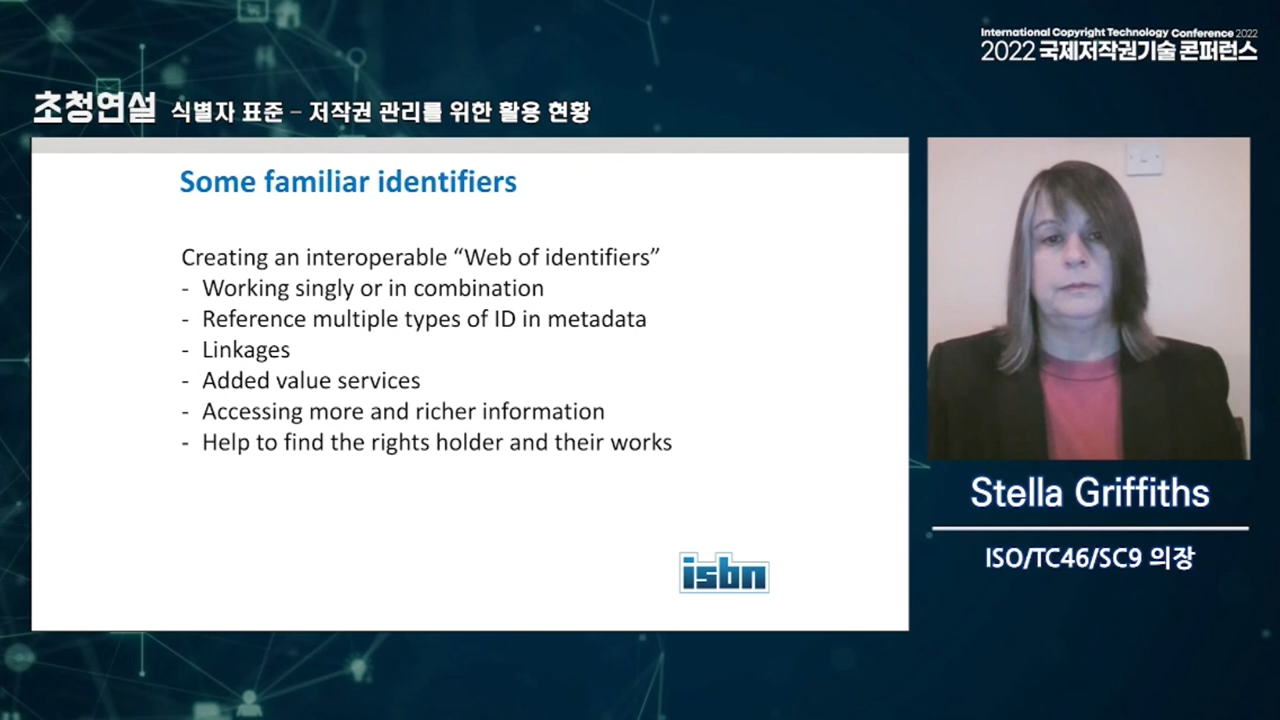 International Copyright Technology Conference 2022
2022 국제저작권기술 콘퍼런스
초청연설 식별자 표준 – 저작권 관리를 위한 활용 현황
Some familiar identifiers
Creating an interoperable “Web of identifiers”
- Working singly or in combination
- Reference multiple types of ID in metadata
- Linkages
- Added value services
- Accessing more and richer information
- Help to find the rights holder and their works
isbn
Stella Griffiths
ISO/TC46/SC9 의장